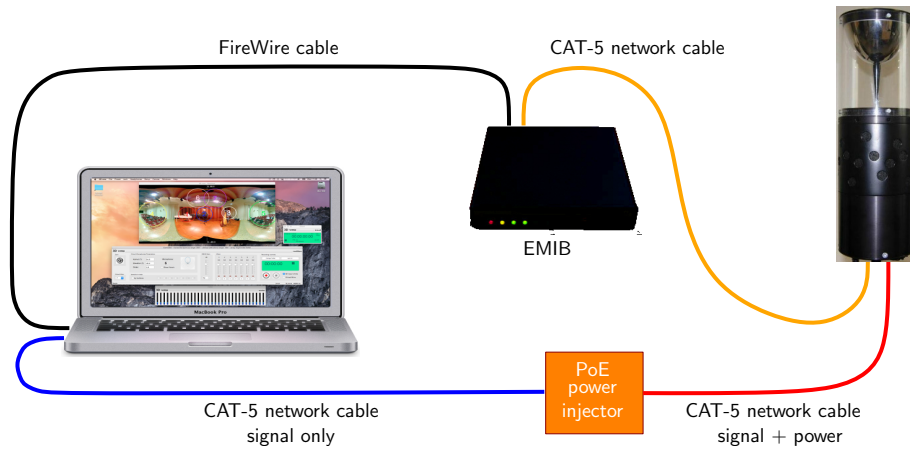 FireWire cable
CAT-5 network cable
EMIB
MacBook Pro
PoE
power
injector
CAT-5 network cable
signal only
CAT-5 network cable
signal + power